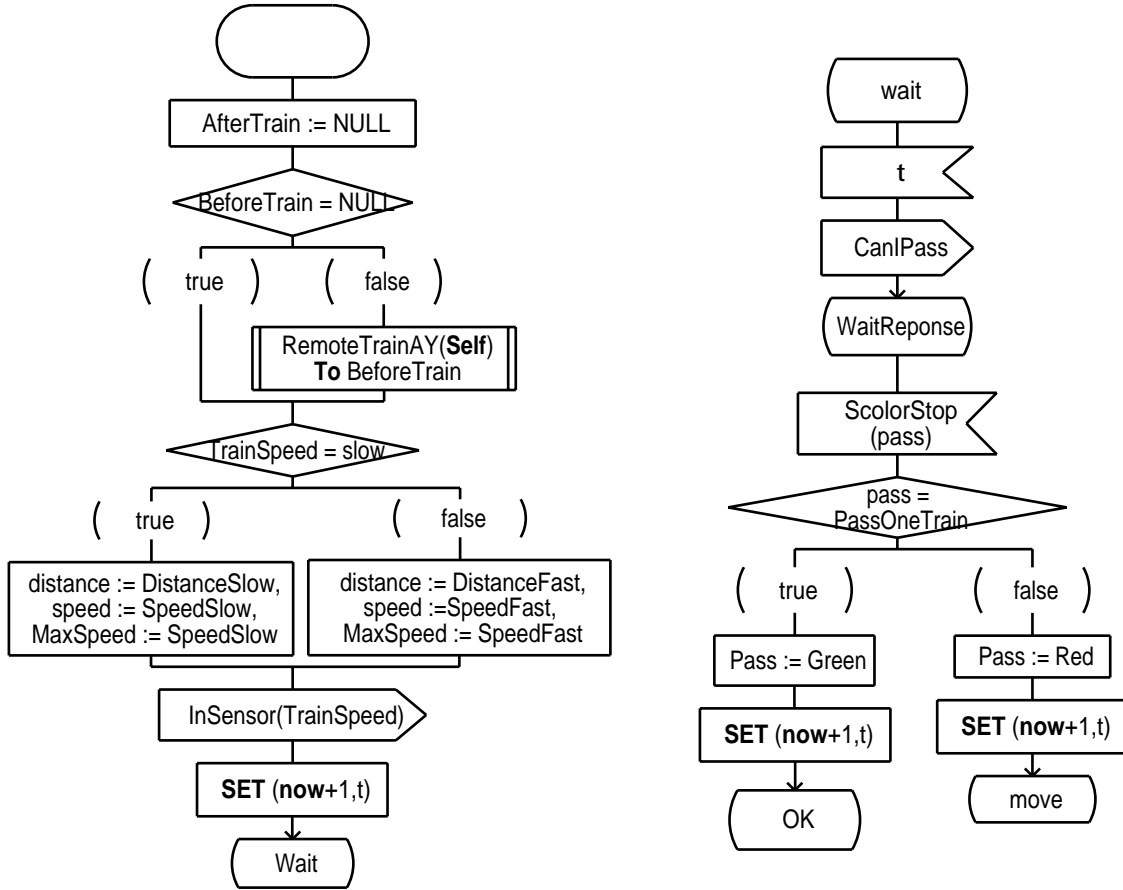 AfterTrain := NULL
BeforeTrain = NULL
( true )
( false )
RemoteTrainAY(Self)
To BeforeTrain
TrainSpeed = slow
( true )
( false )
distance := DistanceSlow,
speed := SpeedSlow,
MaxSpeed := SpeedSlow
distance := DistanceFast,
speed :=SpeedFast,
MaxSpeed := SpeedFast
InSensor(TrainSpeed)
SET (now+1,t)
Wait
wait
t
CanIPass
WaitReponse
ScolorStop
(pass)
pass =
PassOneTrain
( true )
( false )
Pass := Green
Pass := Red
SET (now+1,t)
SET (now+1,t)
OK
move